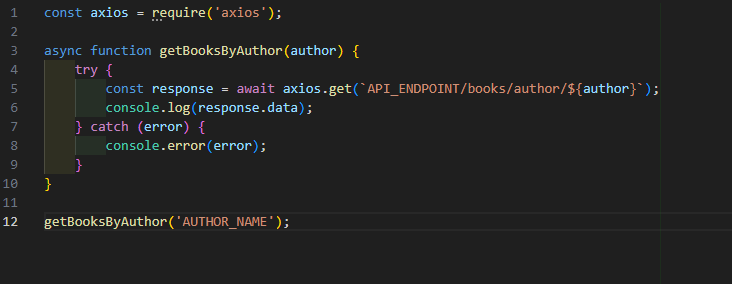 1 const axios = require('axios');
2
3 async function getBooksByAuthor(author) {
4     try {
5         const response = await axios.get(`API_ENDPOINT/books/author/${author}`);
6         console.log(response.data);
7     } catch (error) {
8         console.error(error);
9     }
10 }
11
12 getBooksByAuthor('AUTHOR_NAME');